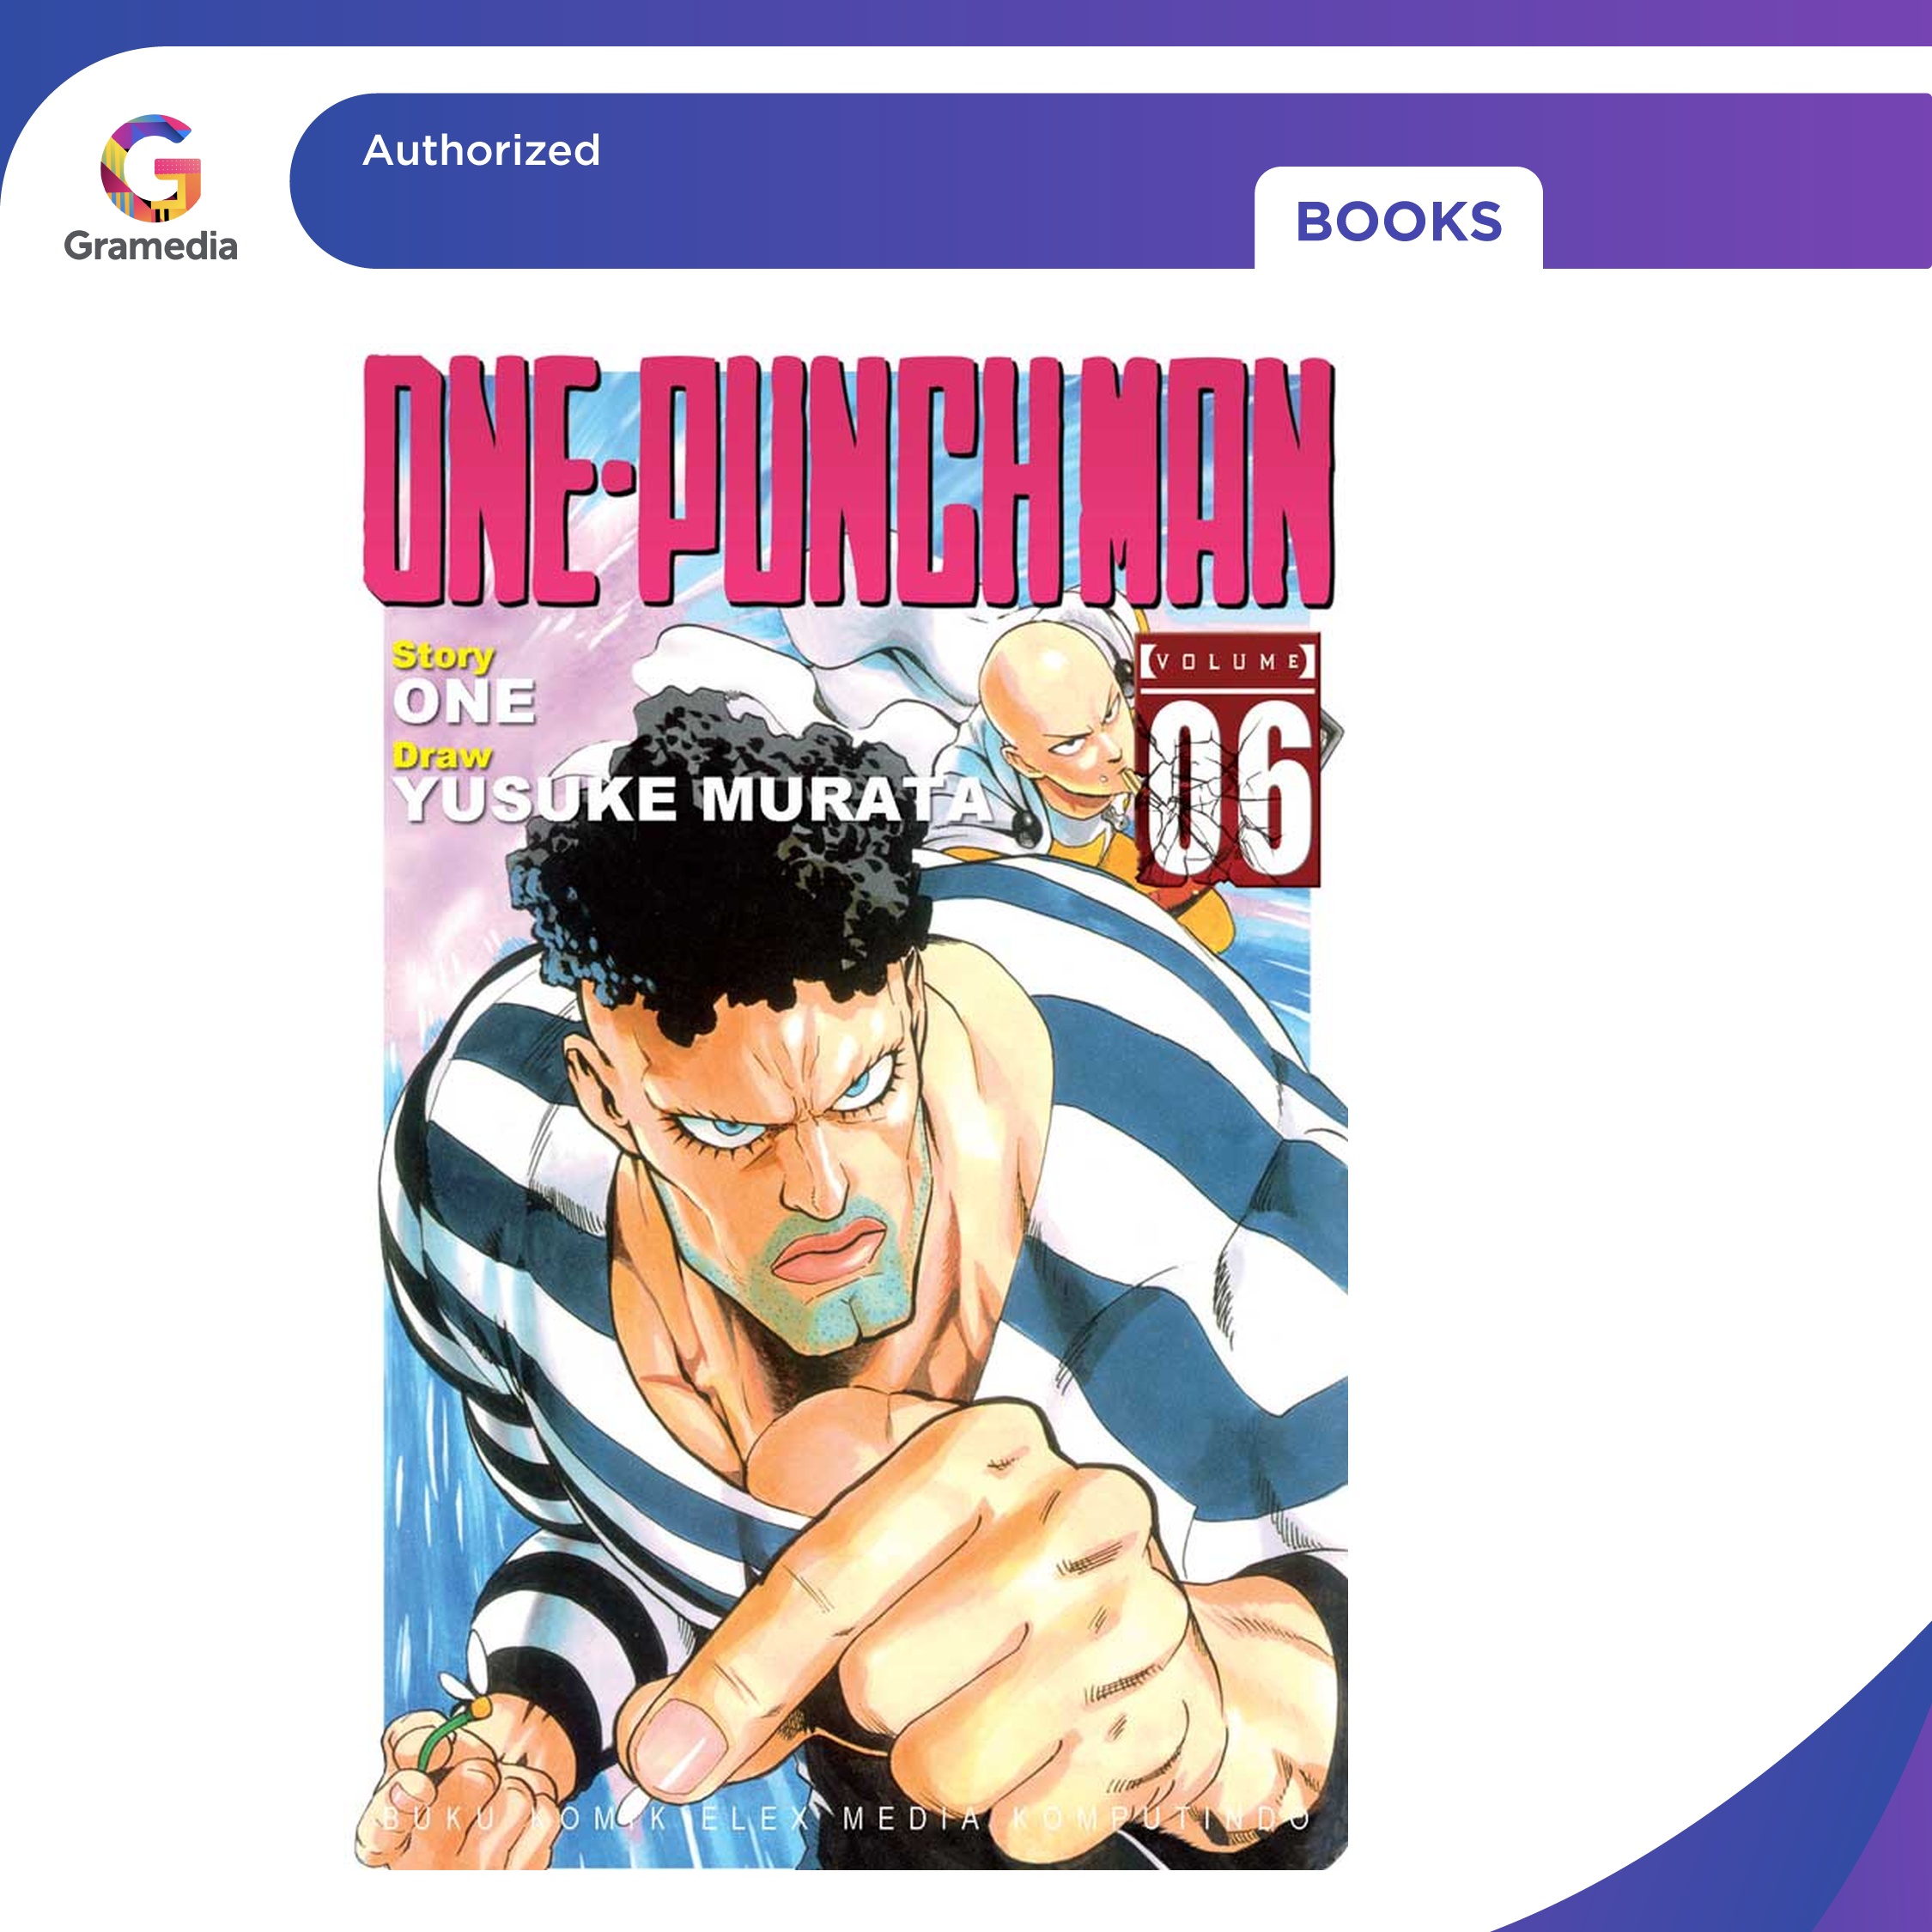 Gramedia
Authorized
BOOKS
ONE-PUNCH MAN
Story
ONE
Draw
YUSUKE MURATA
VOLUME
06
BUKU KOMIK ELEX MEDIA KOMPUTINDO